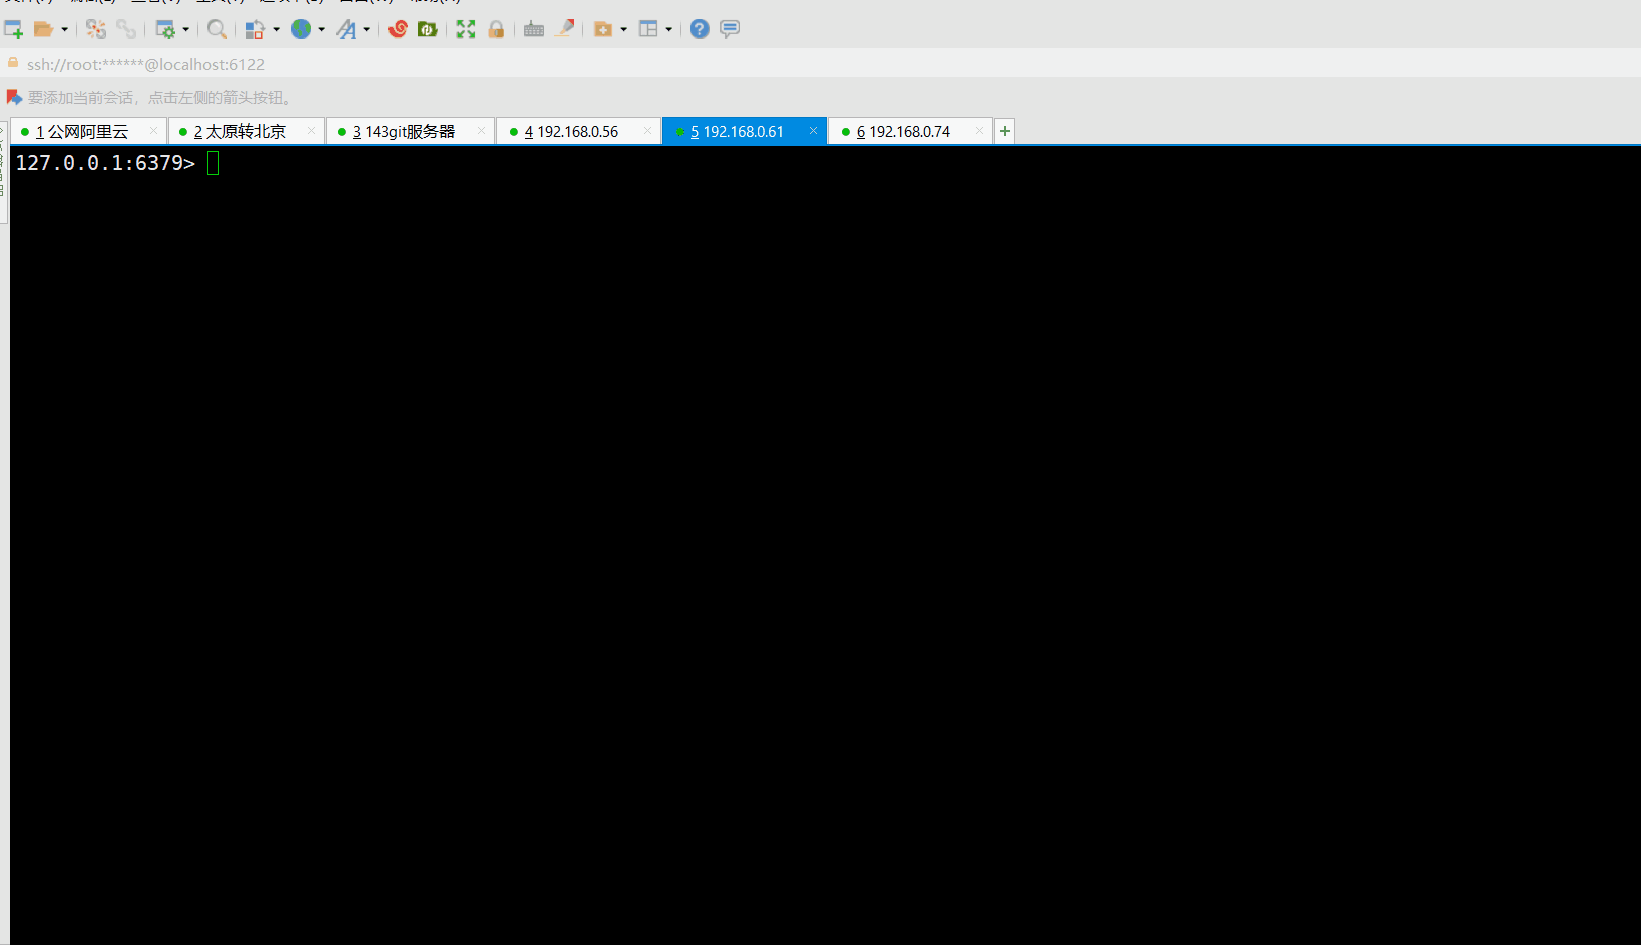 ssh://root:******@localhost:6122
要添加当前会话，点击左侧的箭头按钮。
1 公网阿里云
2 太原转北京
3 143git服务器
4 192.168.0.56
5 192.168.0.61
6 192.168.0.74
127.0.0.1:6379>